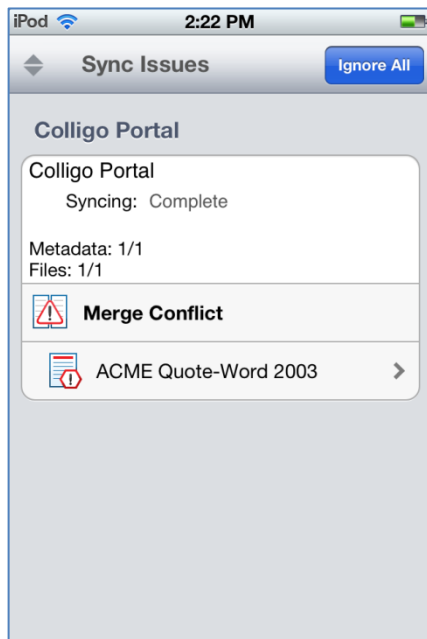 iPod 2:22 PM
Sync Issues Ignore All
Colligo Portal
Colligo Portal
Syncing: Complete
Metadata: 1/1
Files: 1/1
Merge Conflict
ACME Quote-Word 2003